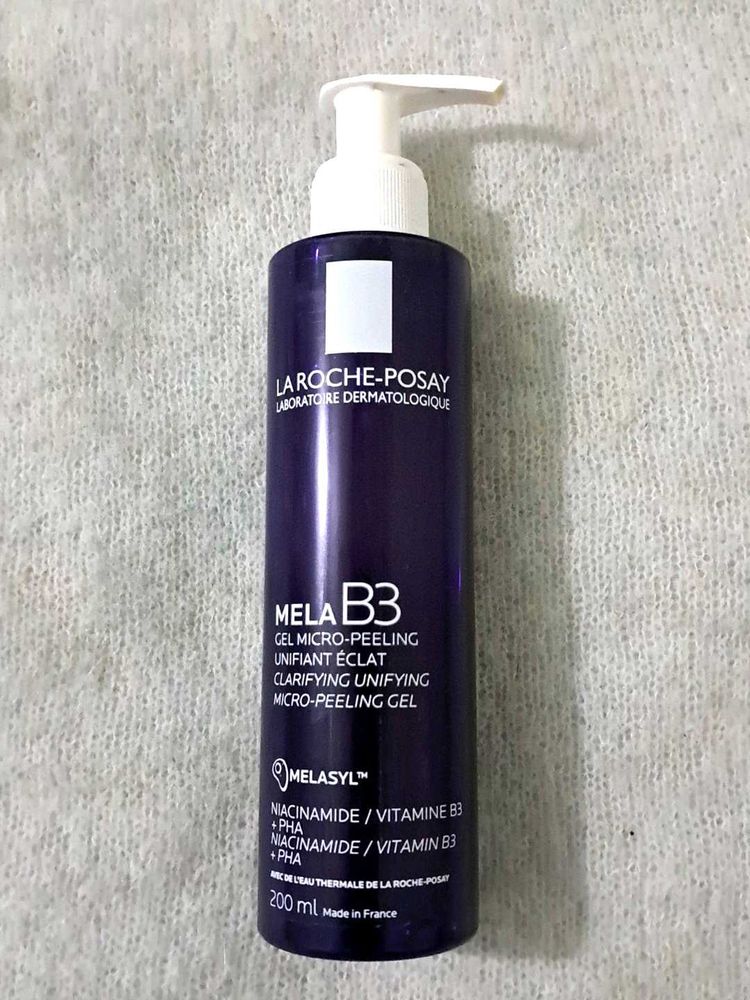 LA ROCHE-POSAY
LABORATOIRE DERMATOLOGIQUE
MELA B3
GEL MICRO-PEELING
UNIFIANT ÉCLAT
CLARIFYING UNIFYING
MICRO-PEELING GEL
MELASYL™
NIACINAMIDE / VITAMINE B3
+ PHA
NIACINAMIDE / VITAMIN B3
+ PHA
AVEC DE L'EAU THERMALE DE LA ROCHE-POSAY
200 ml Made in France